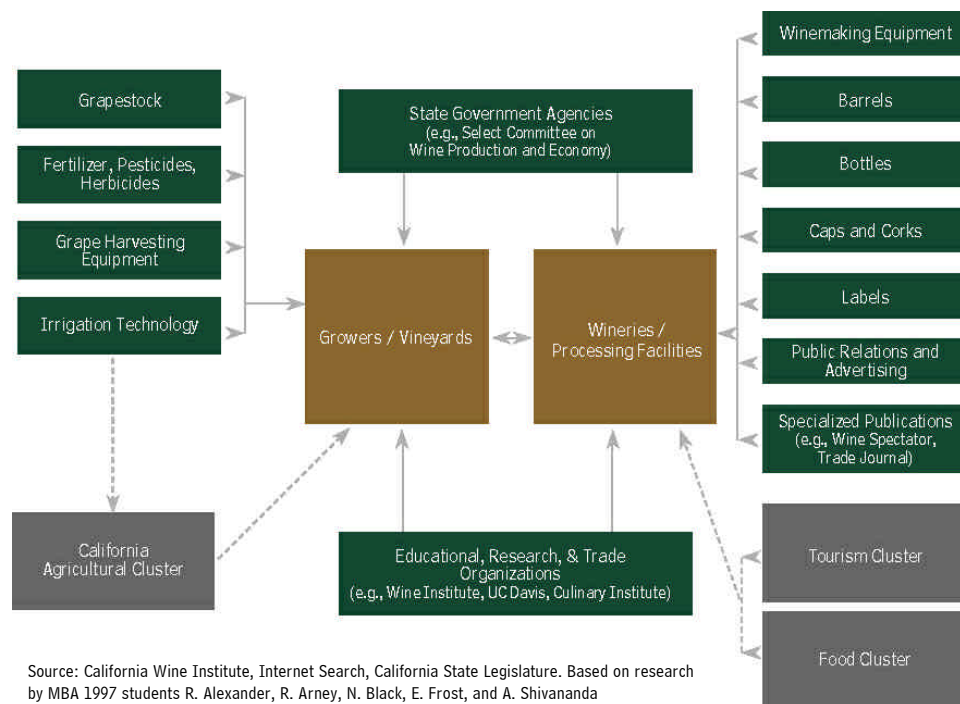 Grapestock
Fertilizer, Pesticides,
Herbicides
Grape Harvesting
Equipment
Irrigation Technology
State Government Agencies
(e.g., Select Committee on
Wine Production and Economy)
Winemaking Equipment
Barrels
Bottles
Caps and Corks
Labels
Public Relations and
Advertising
Specialized Publications
(e.g., Wine Spectator,
Trade Journal)
Growers / Vineyards
Wineries /
Processing Facilities
California
Agricultural Cluster
Educational, Research, & Trade
Organizations
(e.g., Wine Institute, UC Davis, Culinary Institute)
Tourism Cluster
Food Cluster
Source: California Wine Institute, Internet Search, California State Legislature. Based on research
by MBA 1997 students R. Alexander, R. Arney, N. Black, E. Frost, and A. Shivananda